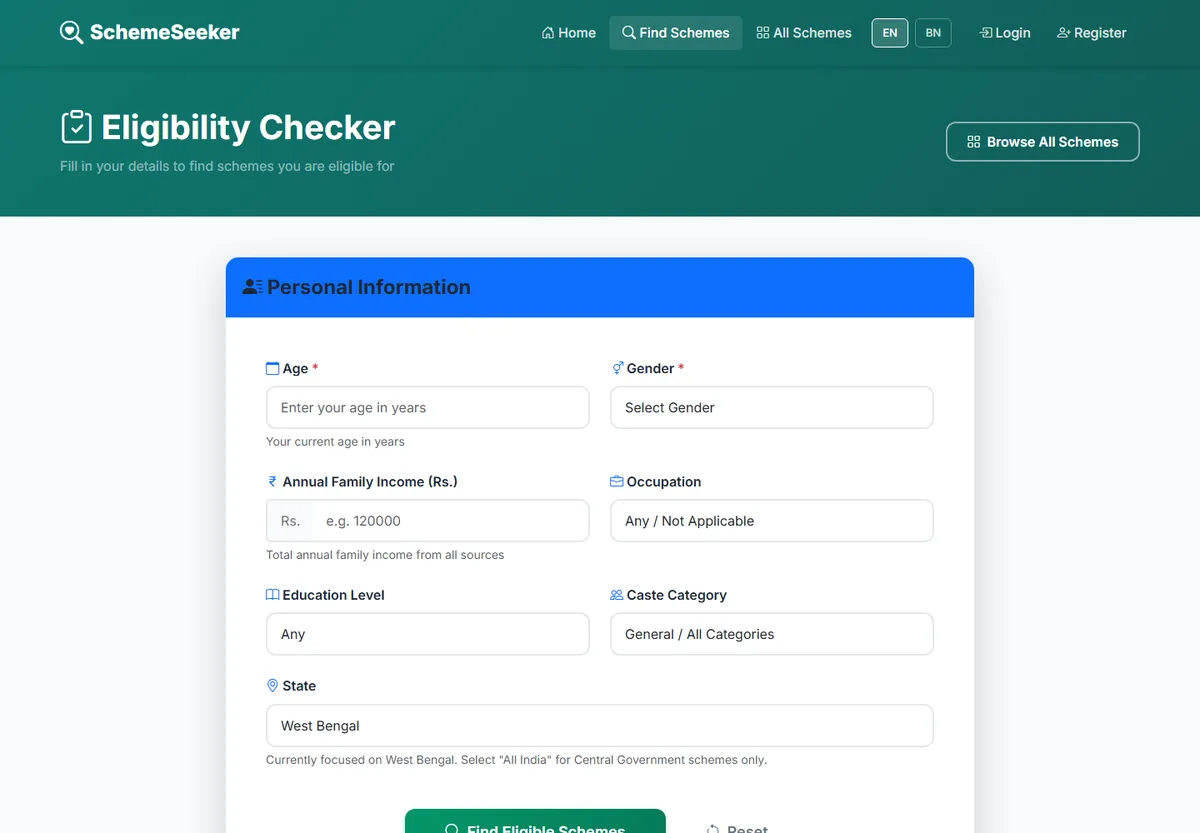 SchemeSeeker
Home
Find Schemes
All Schemes
EN
BN
Login
Register
Eligibility Checker
Fill in your details to find schemes you are eligible for
Browse All Schemes
Personal Information
Age *
Gender *
Enter your age in years
Select Gender
Your current age in years
₹ Annual Family Income (Rs.)
Occupation
Rs. e.g. 120000
Any / Not Applicable
Total annual family income from all sources
Education Level
Caste Category
Any
General / All Categories
State
West Bengal
Currently focused on West Bengal. Select "All India" for Central Government schemes only.
Find Eligible Schemes
Reset